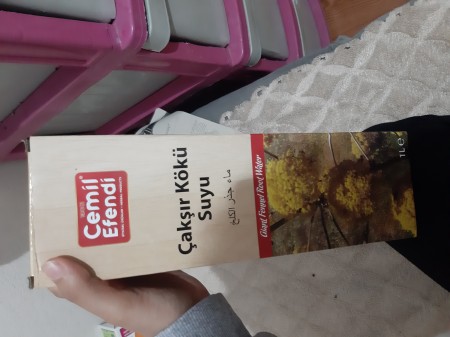 Cemil
Efendi
Çakşır Kökü
Suyu
ماء جذر الكلخ
Giant Fennel Root Water
1L e